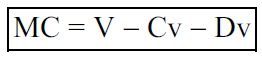 MC = V – Cv – Dv